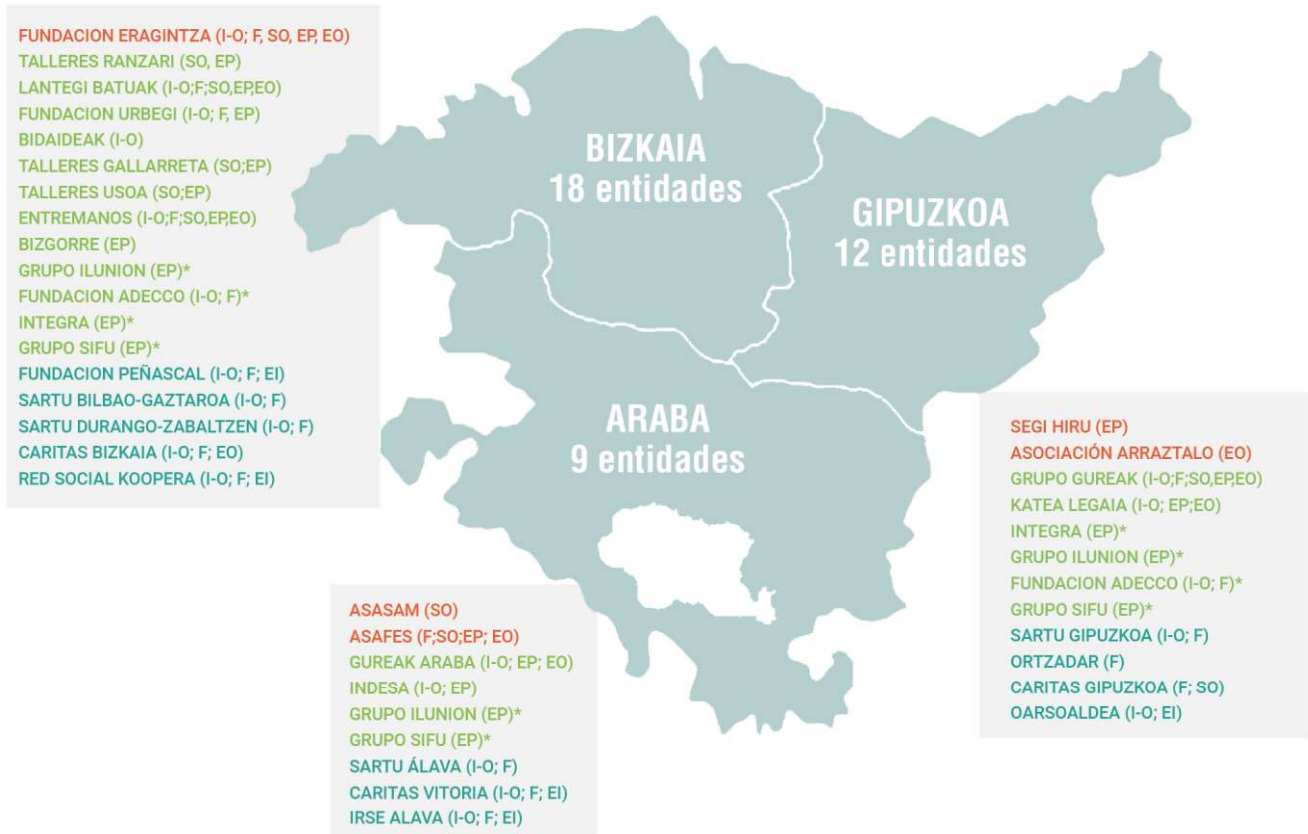 FUNDACION ERAGINTZA (I-O; F, SO, EP, EO)
TALLERES RANZARI (SO, EP)
LANTEGI BATUAK (I-O;F;SO,EP,EO)
FUNDACION URBEGI (I-O; F, EP)
BIDAIDEAK (I-O)
TALLERES GALLARRETA (SO;EP)
TALLERES USOA (SO;EP)
ENTREMANOS (I-O;F;SO,EP,EO)
BIZGORRE (EP)
GRUPO ILUNION (EP)*
FUNDACION ADECCO (I-O; F)*
INTEGRA (EP)*
GRUPO SIFU (EP)*
FUNDACION PEÑASCAL (I-O; F; EI)
SARTU BILBAO-GAZTAROA (I-O; F)
SARTU DURANGO-ZABALTZEN (I-O; F)
CARITAS BIZKAIA (I-O; F; EO)
RED SOCIAL KOOPERA (I-O; F; EI)
BIZKAIA
18 entidades
GIPUZKOA
12 entidades
ARABA
9 entidades
SEGI HIRU (EP)
ASOCIACIÓN ARRAZTALO (EO)
GRUPO GUREAK (I-O;F;SO,EP,EO)
KATEA LEGAIA (I-O; EP;EO)
INTEGRA (EP)*
GRUPO ILUNION (EP)*
FUNDACION ADECCO (I-O; F)*
GRUPO SIFU (EP)*
SARTU GIPUZKOA (I-O; F)
ORTZADAR (F)
CARITAS GIPUZKOA (F; SO)
OARSOALDEA (I-O; EI)
ASASAM (SO)
ASAFES (F;SO;EP; EO)
GUREAK ARABA (I-O; EP; EO)
INDESA (I-O; EP)
GRUPO ILUNION (EP)*
GRUPO SIFU (EP)*
SARTU ÁLAVA (I-O; F)
CARITAS VITORIA (I-O; F; EI)
IRSE ALAVA (I-O; F; EI)